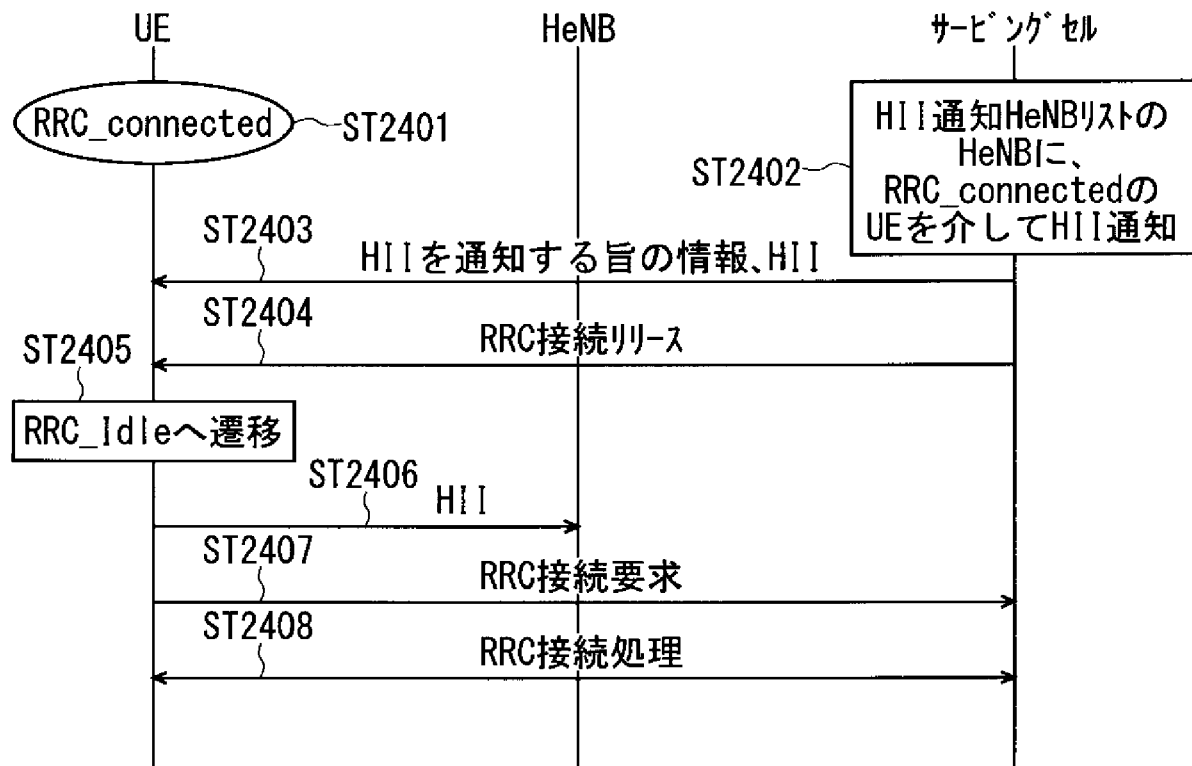 UE
HeNB
サービングセル
RRC_connected
ST2401
HII通知HeNBリストの
HeNBに、
RRC_connectedの
UEを介してHII通知
ST2402
ST2403
HIIを通知する旨の情報、HII
ST2404
RRC接続リリース
ST2405
RRC_Idleへ遷移
ST2406
HII
ST2407
RRC接続要求
ST2408
RRC接続処理